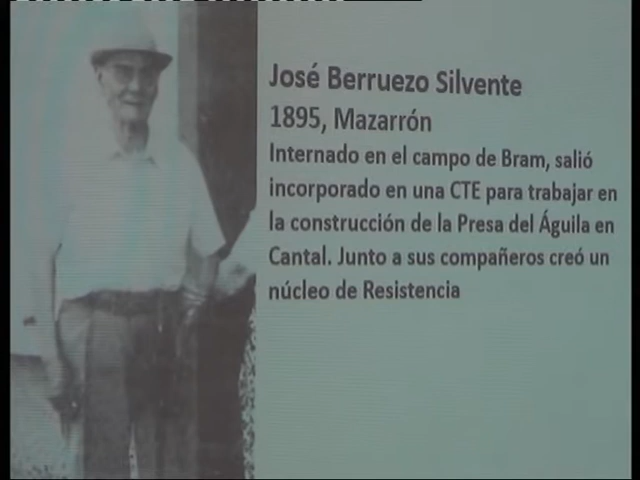 José Berruezo Silvente
1895, Mazarrón
Internado en el campo de Bram, salió
incorporado en una CTE para trabajar en
la construcción de la Presa del Águila en
Cantal. Junto a sus compañeros creó un
núcleo de Resistencia